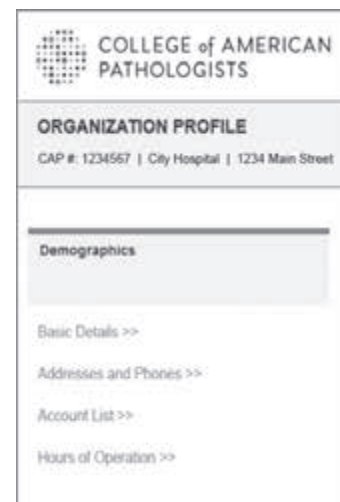 COLLEGE of AMERICAN
PATHOLOGISTS
ORGANIZATION PROFILE
CAP #: 1234567 | City Hospital | 1234 Main Street
Demographics
Basic Details >>
Addresses and Phones >>
Account List >>
Hours of Operation >>